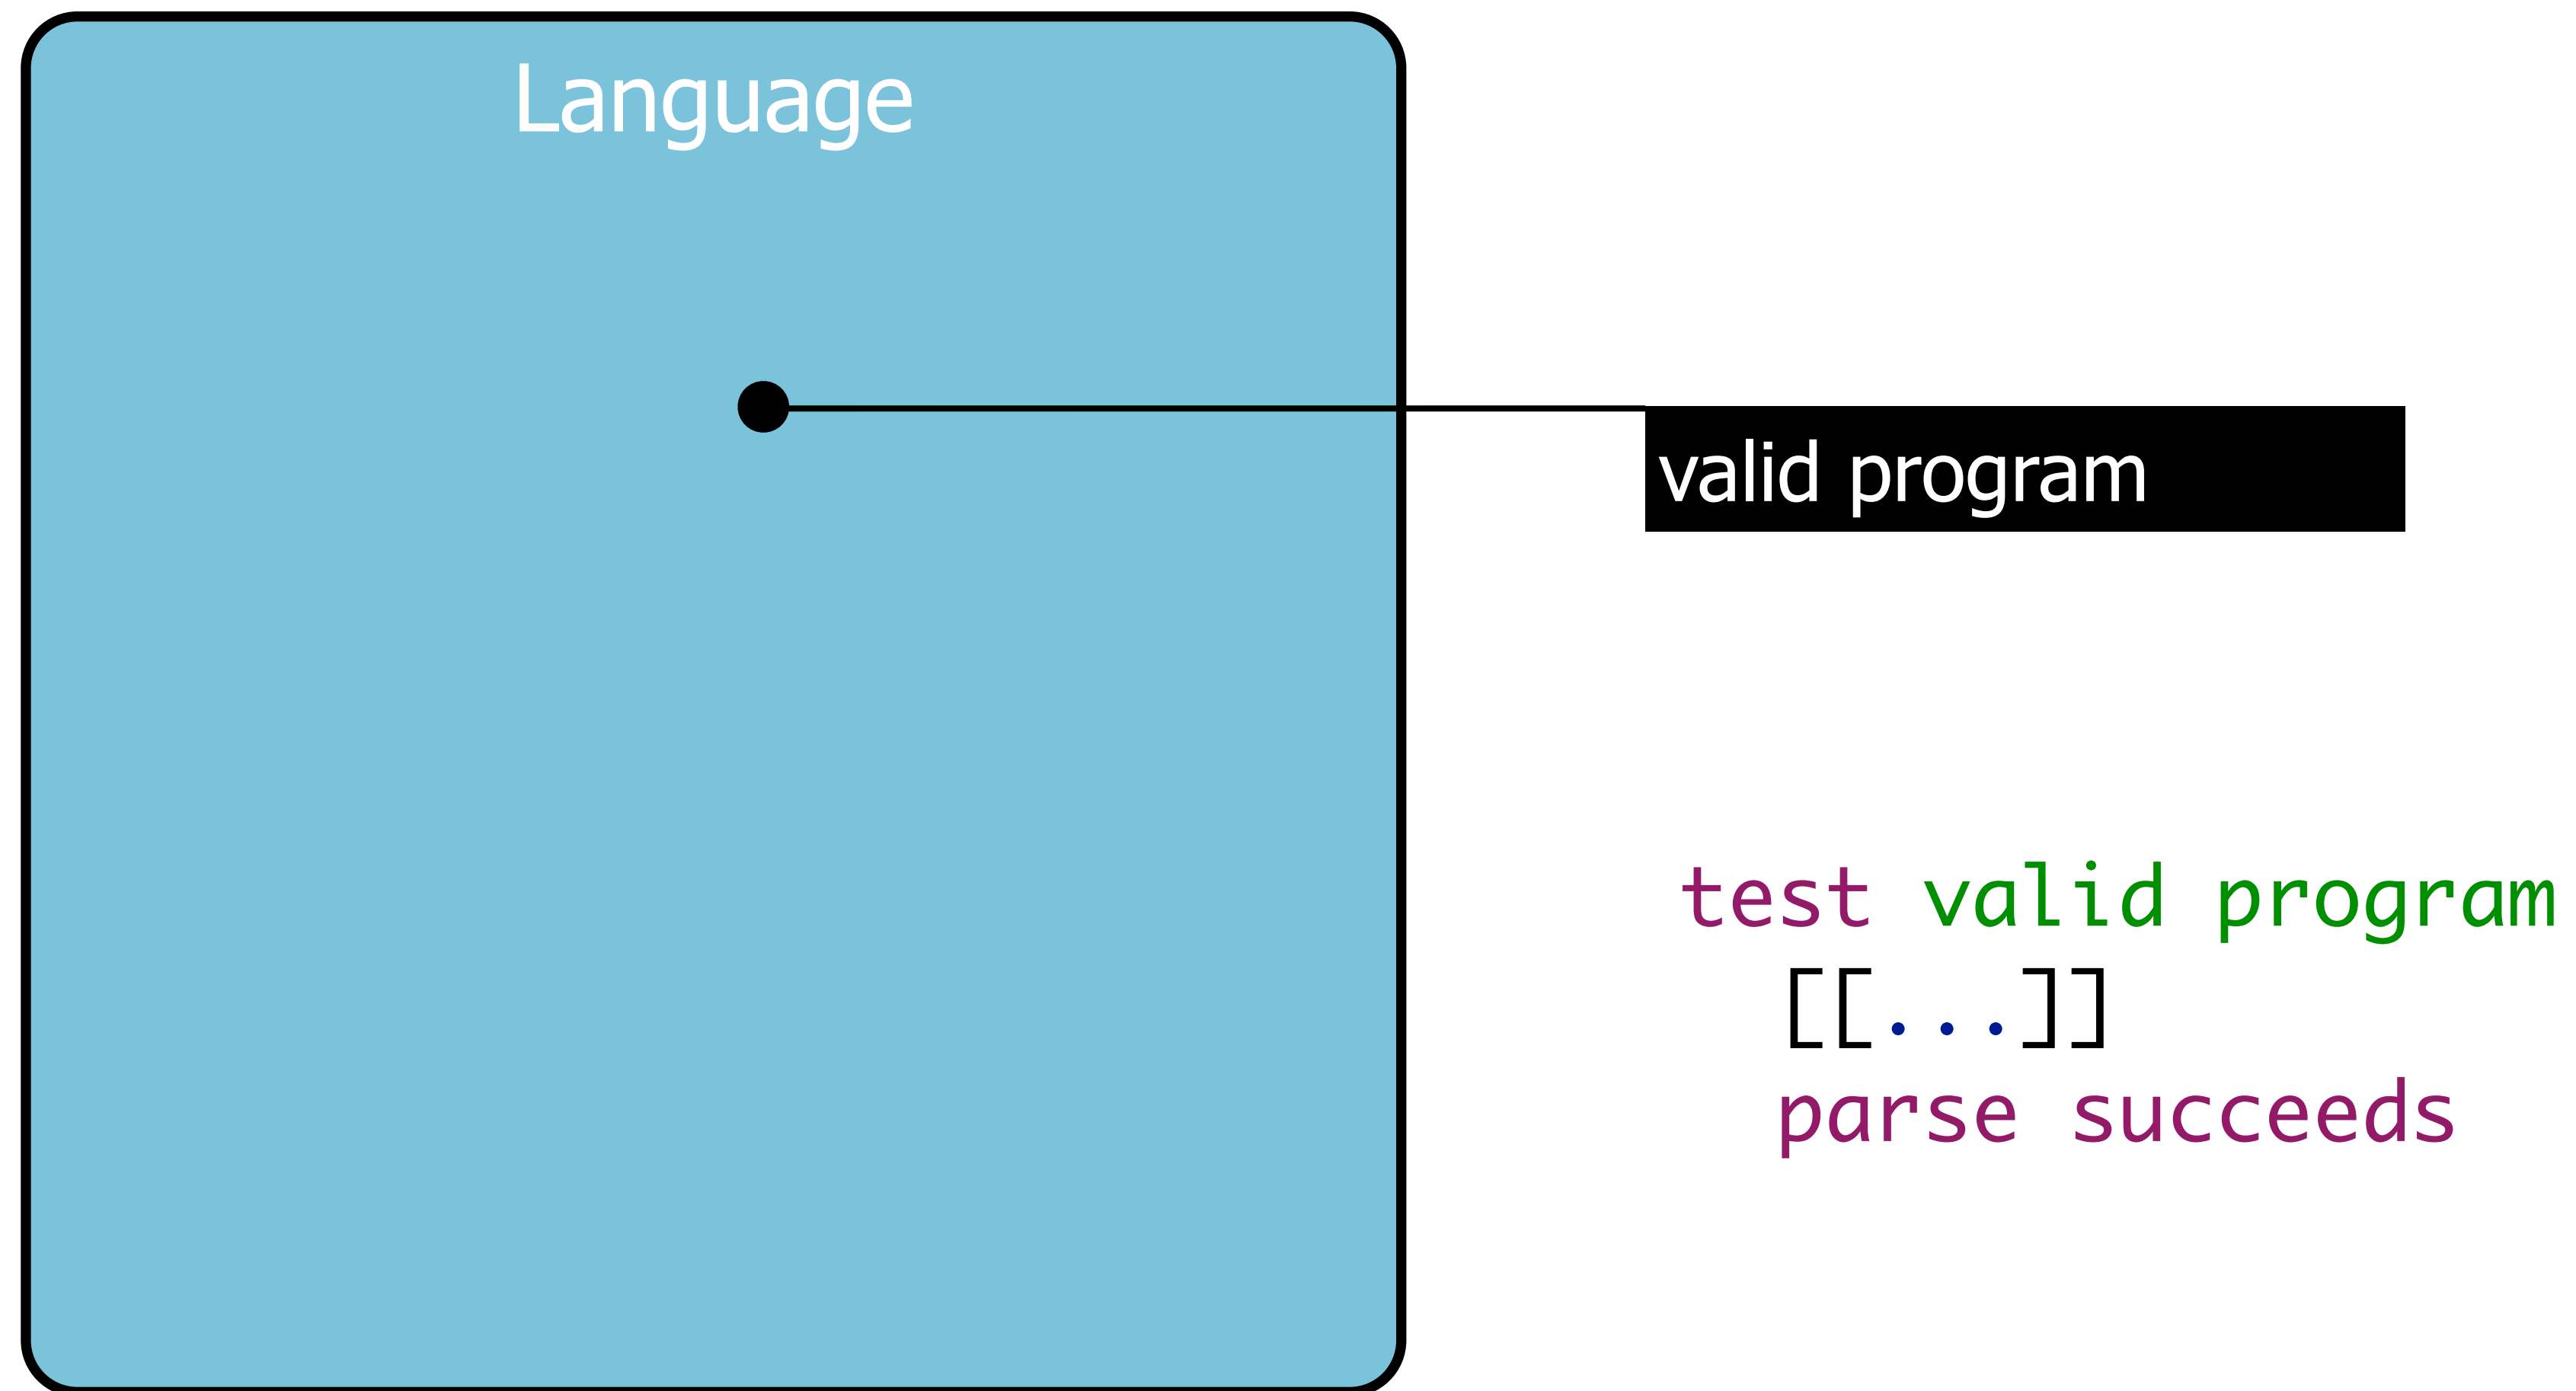 Language
valid program
test valid program
[[...]]
parse succeeds